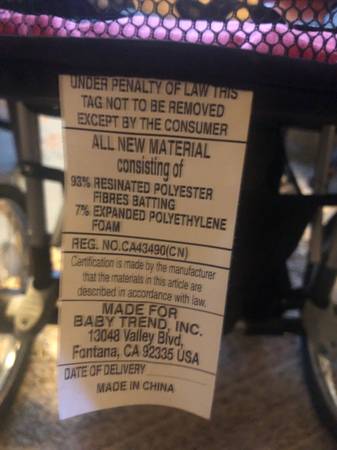 UNDER PENALTY OF LAW THIS
TAG NOT TO BE REMOVED
EXCEPT BY THE CONSUMER
ALL NEW MATERIAL
consisting of
93% RESINATED POLYESTER
FIBRES BATTING
7% EXPANDED POLYETHYLENE
FOAM
REG. NO.CA43490(CN)
Certification is made by the manufacturer
that the materials in this article are
described in accordance with law.
MADE FOR
BABY TREND, INC.
13048 Valley Blvd,
Fontana, CA 92335 USA
DATE OF DELIVERY
MADE IN CHINA